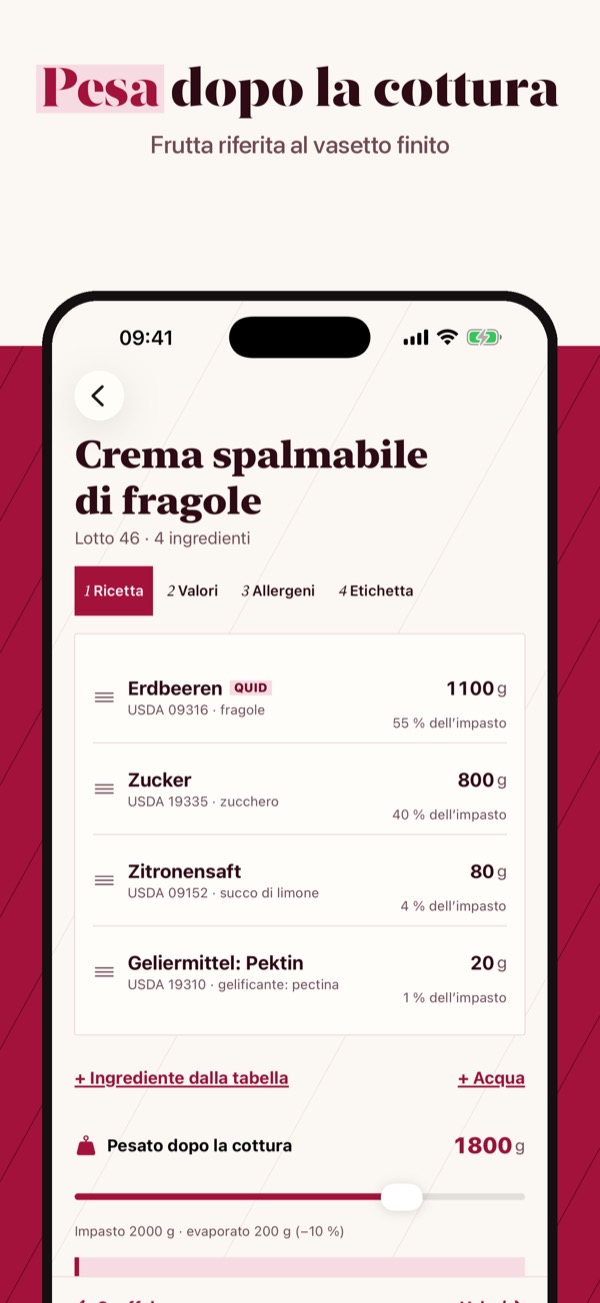 Pesa dopo la cottura
Frutta riferita al vasetto finito
09:41
Crema spalmabile
di fragole
Lotto 46 · 4 ingredienti
1 Ricetta 2 Valori 3 Allergeni 4 Etichetta
Erdbeeren QUID 1100 g
USDA 09316 · fragole
55 % dell’impasto
Zucker 800 g
USDA 19335 · zucchero
40 % dell’impasto
Zitronensaft 80 g
USDA 09152 · succo di limone
4 % dell’impasto
Geliermittel: Pektin 20 g
USDA 19310 · gelificante: pectina
1 % dell’impasto
+ Ingrediente dalla tabella + Acqua
Pesato dopo la cottura 1800 g
Impasto 2000 g · evaporato 200 g (−10 %)